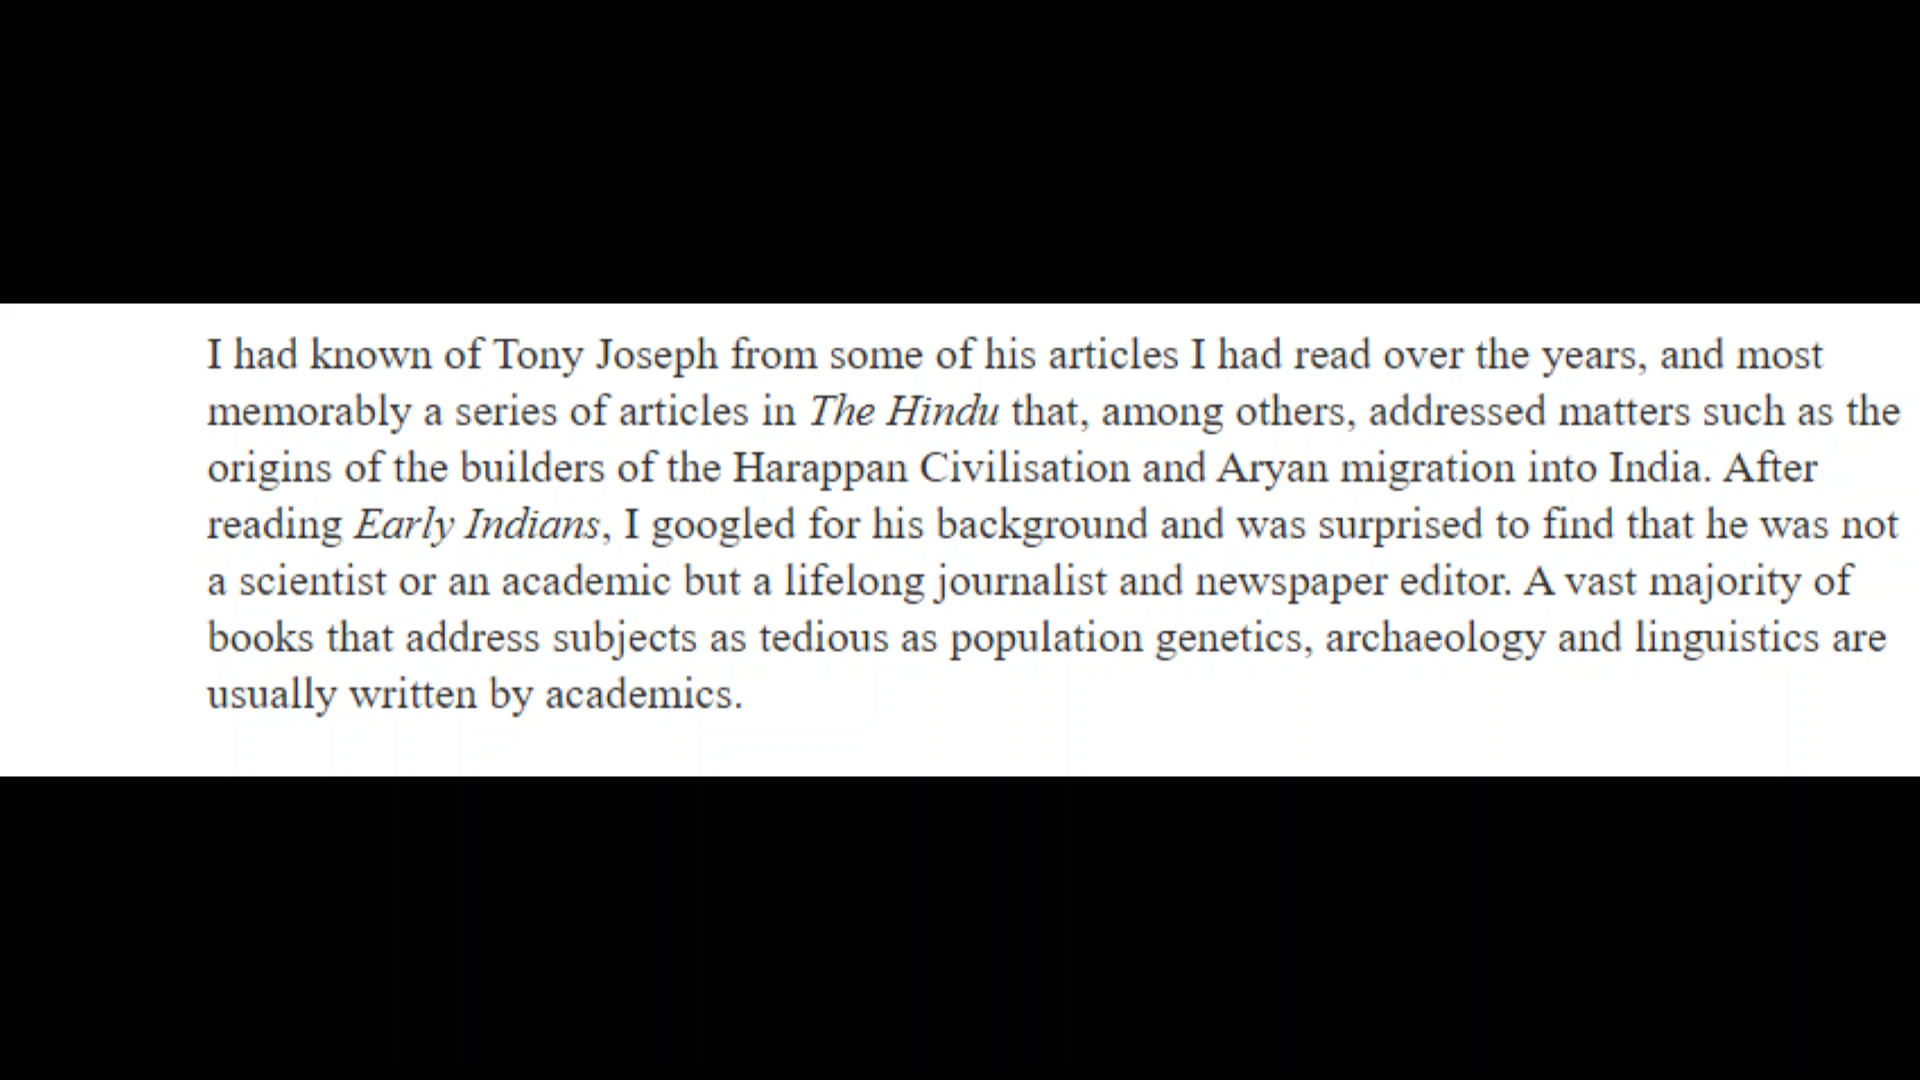 I had known of Tony Joseph from some of his articles I had read over the years, and most
memorably a series of articles in The Hindu that, among others, addressed matters such as the
origins of the builders of the Harappan Civilisation and Aryan migration into India. After
reading Early Indians, I googled for his background and was surprised to find that he was not
a scientist or an academic but a lifelong journalist and newspaper editor. A vast majority of
books that address subjects as tedious as population genetics, archaeology and linguistics are
usually written by academics.